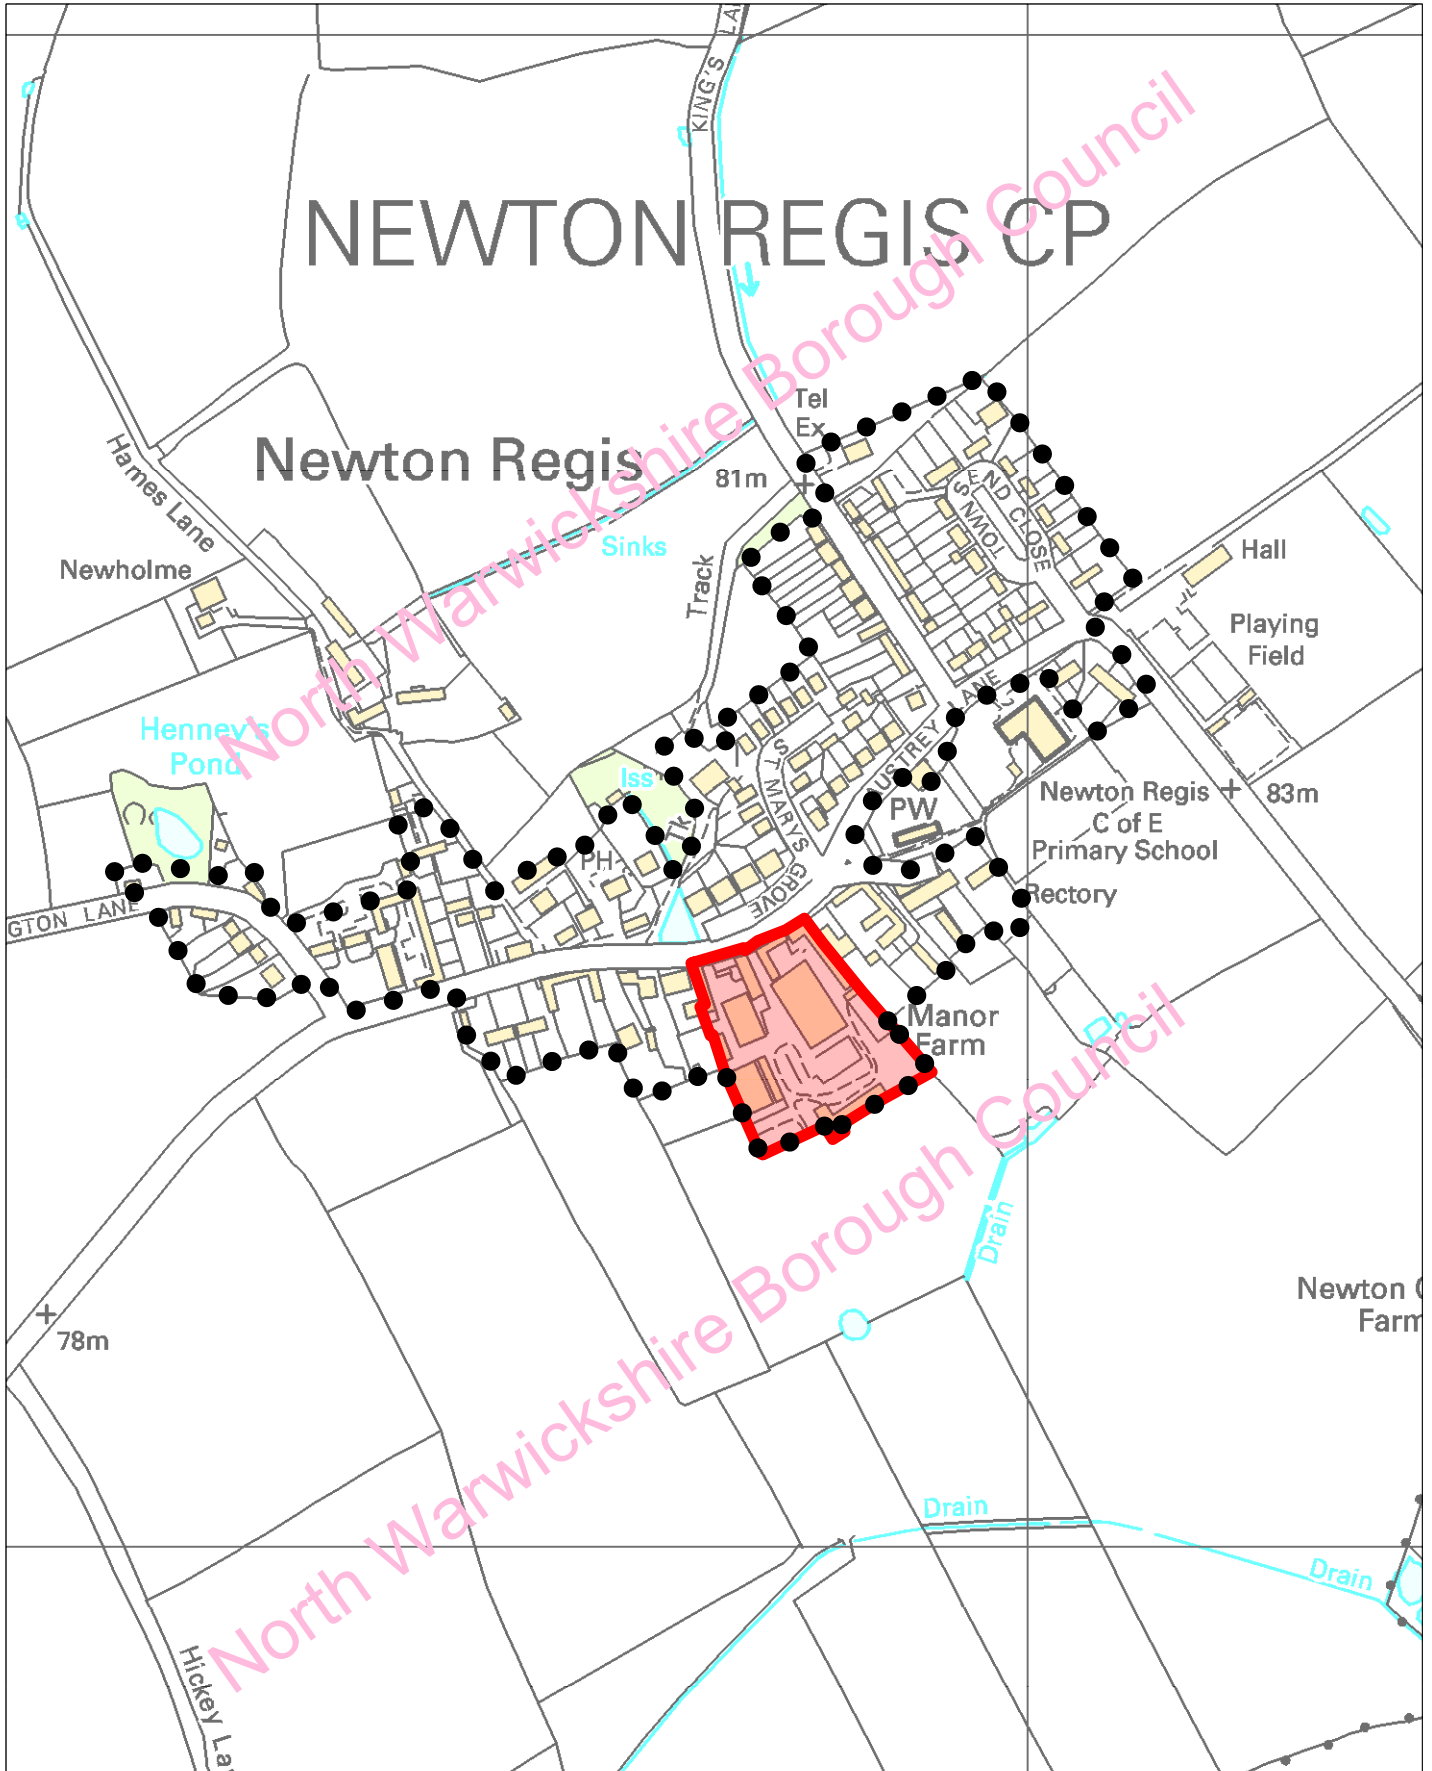 KING'S LA
NEWTON REGIS CP
North Warwickshire Borough Council
Tel
Ex
Newton Regis
81m
Hames Lane
TOWNSEND CLOSE
Sinks
Hall
Newholme
Track
Playing
Field
AUSTREY LANE
Henney's
Pond
Iss
ST MARYS GROVE
Newton Regis
C of E
Primary School
83m
PW
Tk
PH
Rectory
GTON LANE
Manor
Farm
North Warwickshire Borough Council
Drain
Newton
Farm
78m
Drain
Drain
Hickey La